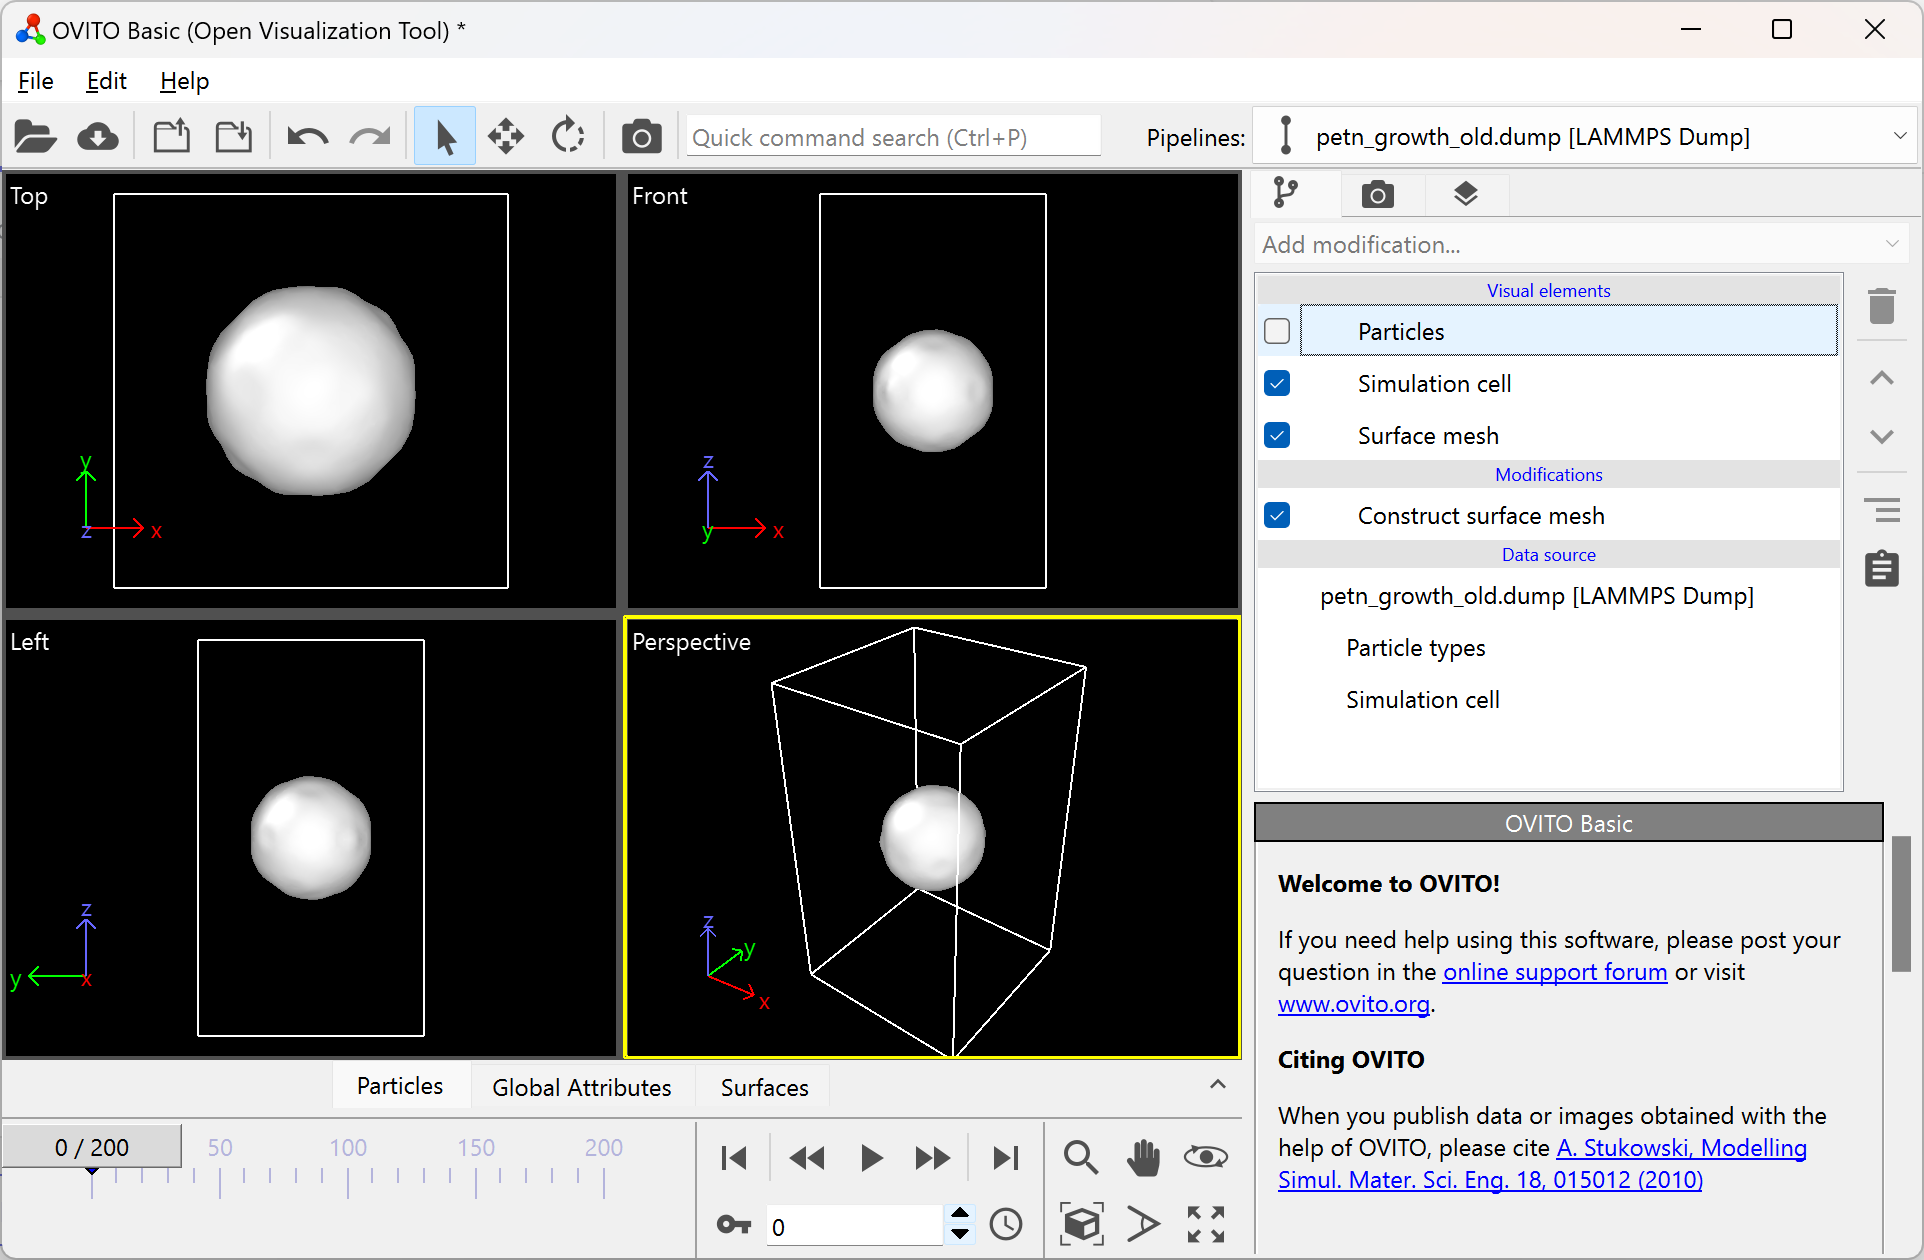 OVITO Basic (Open Visualization Tool) *
File Edit Help
Quick command search (Ctrl+P)
Pipelines:
petn_growth_old.dump [LAMMPS Dump]
Top
y
z
x
Front
z
y
x
Left
z
y
x
Perspective
z
y
x
Add modification...
Visual elements
Particles
Simulation cell
Surface mesh
Modifications
Construct surface mesh
Data source
petn_growth_old.dump [LAMMPS Dump]
Particle types
Simulation cell
OVITO Basic
Welcome to OVITO!
If you need help using this software, please post your
question in the online support forum or visit
www.ovito.org.
Citing OVITO
When you publish data or images obtained with the
help of OVITO, please cite A. Stukowski, Modelling
Simul. Mater. Sci. Eng. 18, 015012 (2010)
Particles Global Attributes Surfaces
0 / 200 50 100 150 200
0